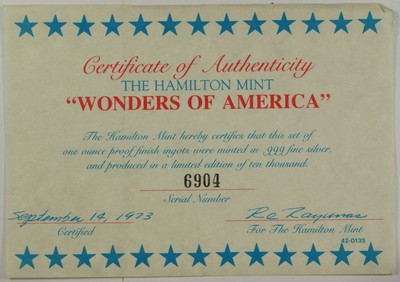 Certificate of Authenticity
THE HAMILTON MINT
"WONDERS OF AMERICA"
The Hamilton Mint hereby certifies that this set of
one ounce proof finish ingots were minted in .999 fine silver,
and produced in a limited edition of ten thousand.
6904
Serial Number
September 14, 1973
Certified
For The Hamilton Mint
42-0135